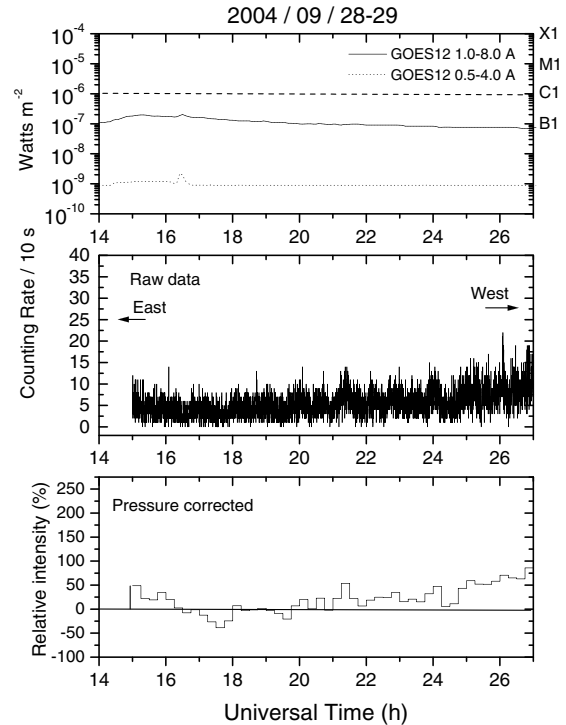 2004 / 09 / 28-29
10^-4
10^-5
10^-6
10^-7
10^-8
10^-9
10^-10
Watts m^-2
GOES12 1.0-8.0 A
GOES12 0.5-4.0 A
X1
M1
C1
B1
14 16 18 20 22 24 26
40
35
30
25
20
15
10
5
0
Counting Rate / 10 s
Raw data
East
West
14 16 18 20 22 24 26
250
200
150
100
50
0
-50
-100
Relative intensity (%)
Pressure corrected
14 16 18 20 22 24 26
Universal Time (h)